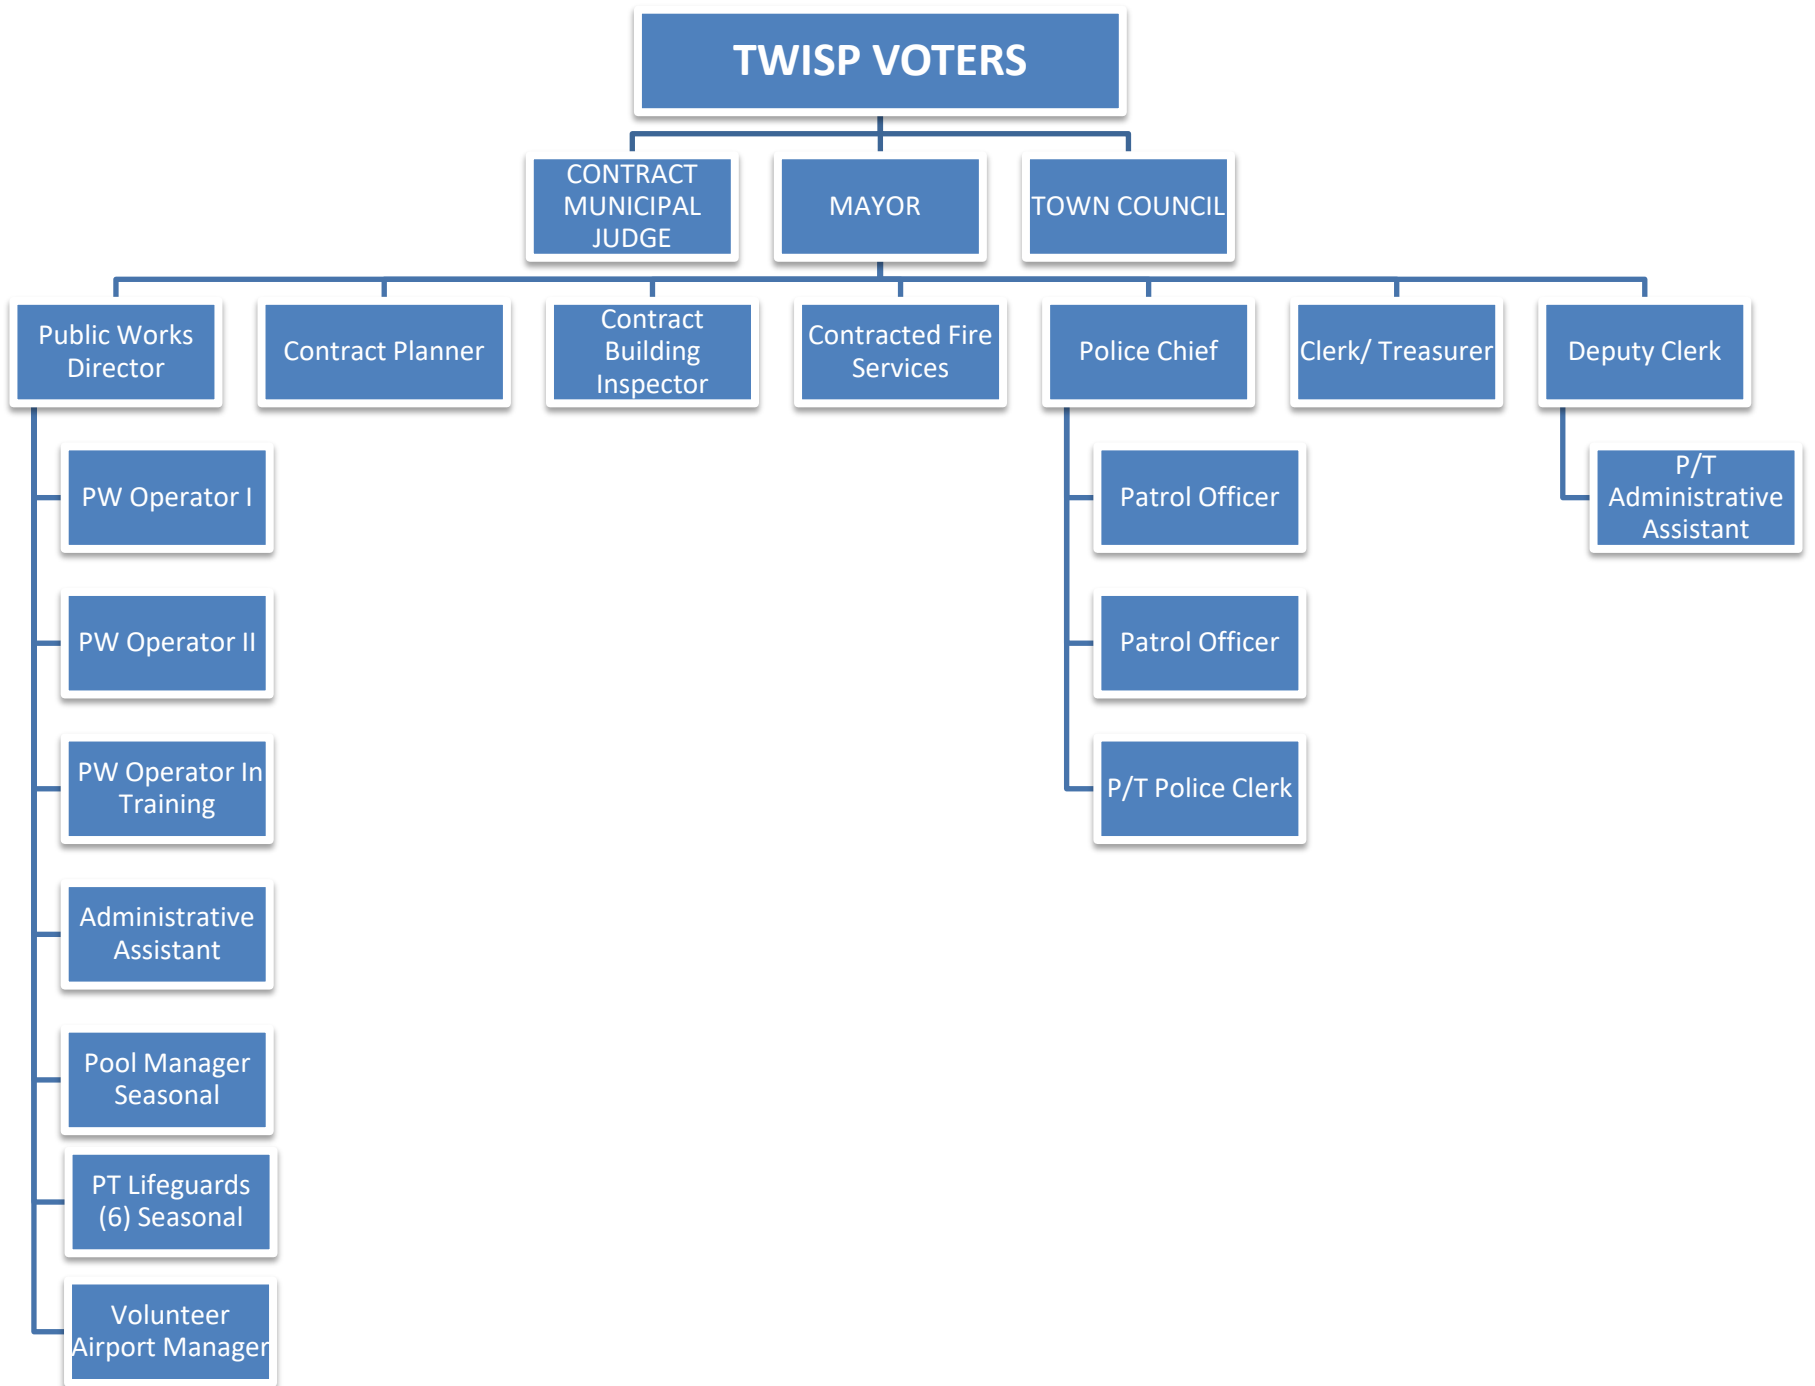 TWISP VOTERS
CONTRACT
MUNICIPAL
JUDGE
MAYOR
TOWN COUNCIL
Public Works
Director
Contract Planner
Contract
Building
Inspector
Contracted Fire
Services
Police Chief
Clerk/ Treasurer
Deputy Clerk
PW Operator I
PW Operator II
PW Operator In
Training
Administrative
Assistant
Pool Manager
Seasonal
PT Lifeguards
(6) Seasonal
Volunteer
Airport Manager
Patrol Officer
Patrol Officer
P/T Police Clerk
P/T
Administrative
Assistant